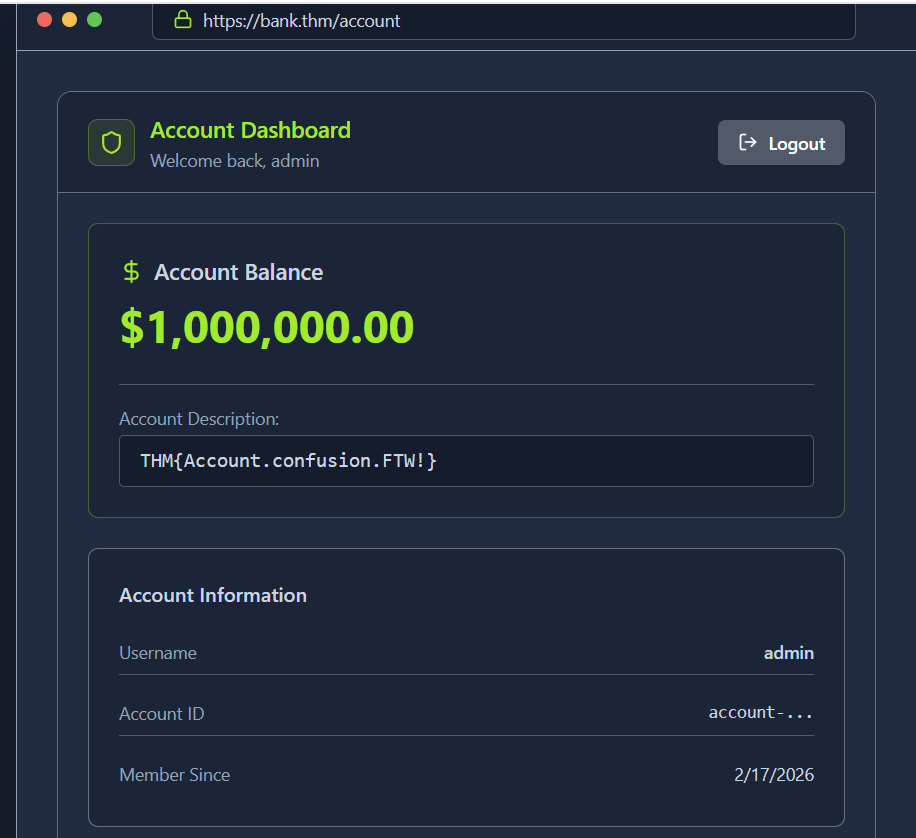 https://bank.thm/account
Account Dashboard
Welcome back, admin
Logout
$ Account Balance
$1,000,000.00
Account Description:
THM{Account.confusion.FTW!}
Account Information
Username admin
Account ID account-...
Member Since 2/17/2026